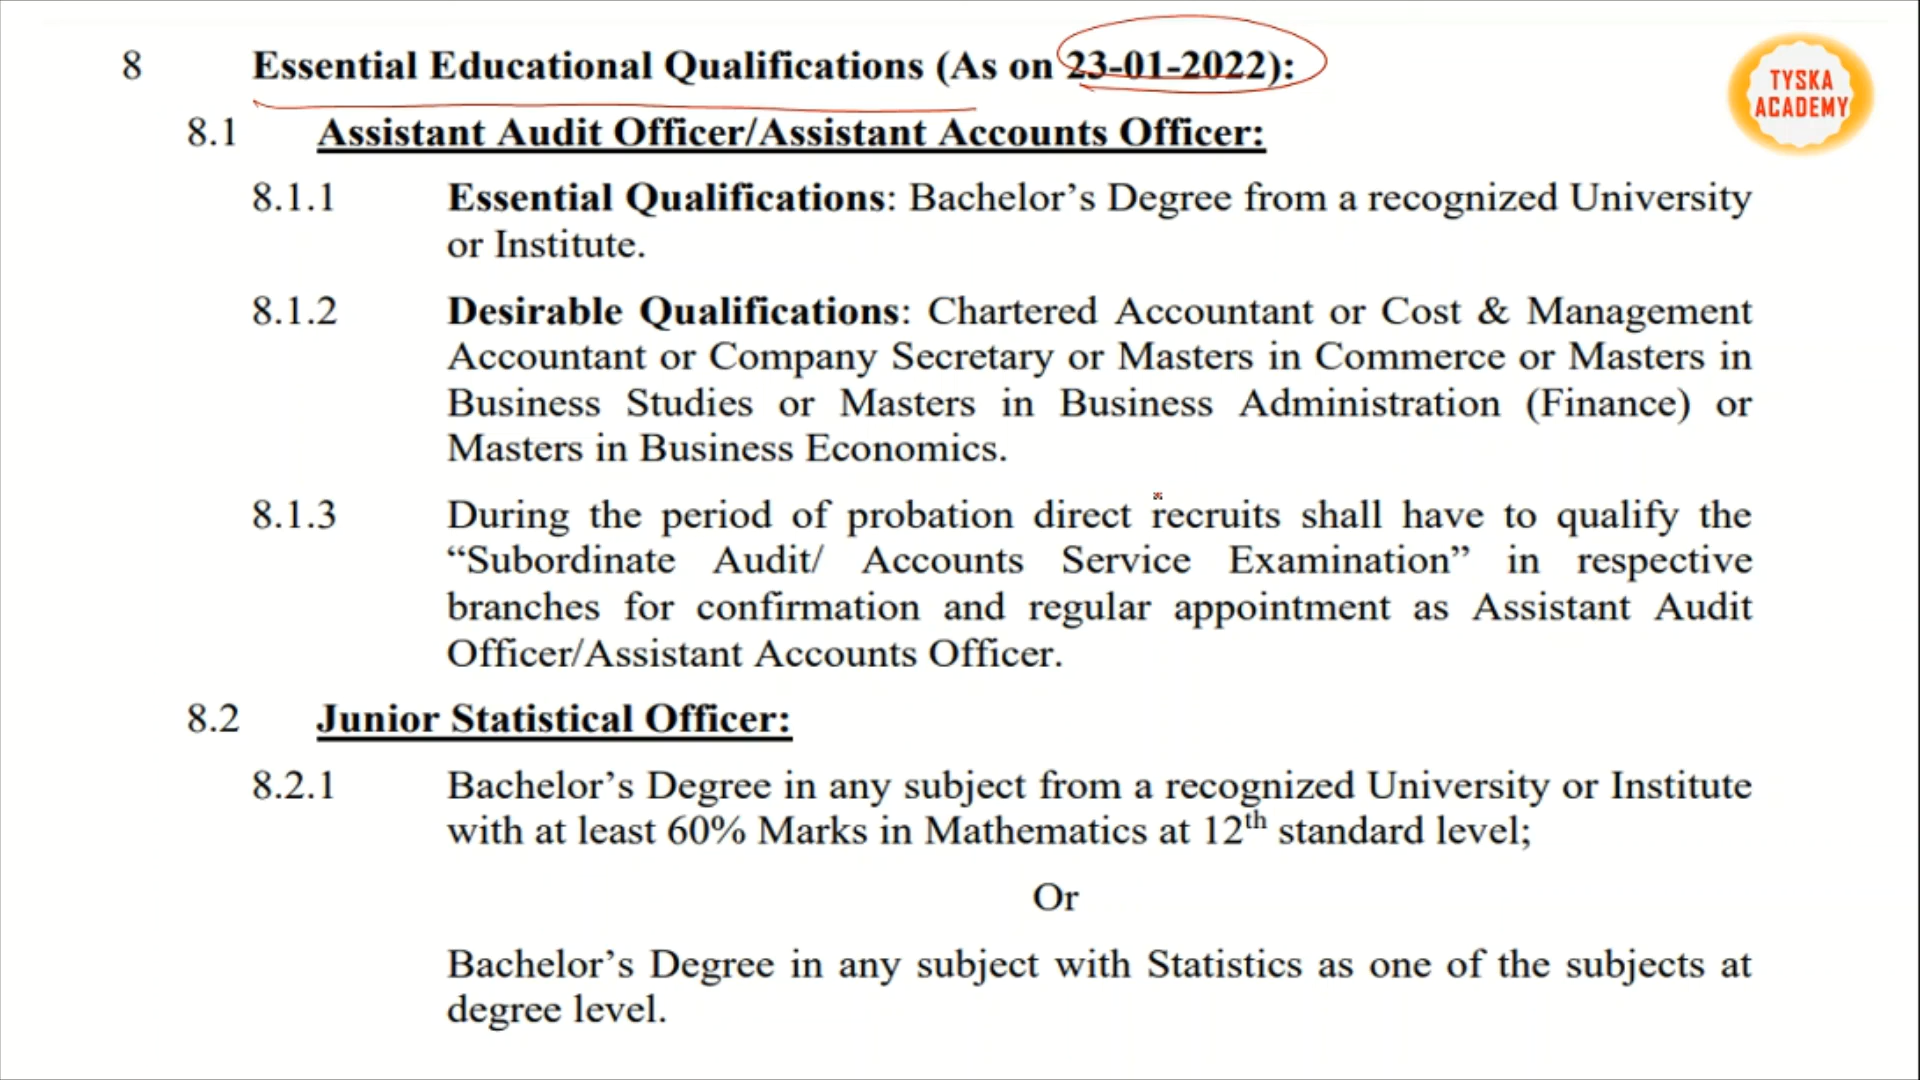 8 Essential Educational Qualifications (As on 23-01-2022):
TYSKA
ACADEMY
8.1 Assistant Audit Officer/Assistant Accounts Officer:
8.1.1 Essential Qualifications: Bachelor’s Degree from a recognized University
or Institute.
8.1.2 Desirable Qualifications: Chartered Accountant or Cost & Management
Accountant or Company Secretary or Masters in Commerce or Masters in
Business Studies or Masters in Business Administration (Finance) or
Masters in Business Economics.
8.1.3 During the period of probation direct recruits shall have to qualify the
“Subordinate Audit/ Accounts Service Examination” in respective
branches for confirmation and regular appointment as Assistant Audit
Officer/Assistant Accounts Officer.
8.2 Junior Statistical Officer:
8.2.1 Bachelor’s Degree in any subject from a recognized University or Institute
with at least 60% Marks in Mathematics at 12th standard level;
Or
Bachelor’s Degree in any subject with Statistics as one of the subjects at
degree level.